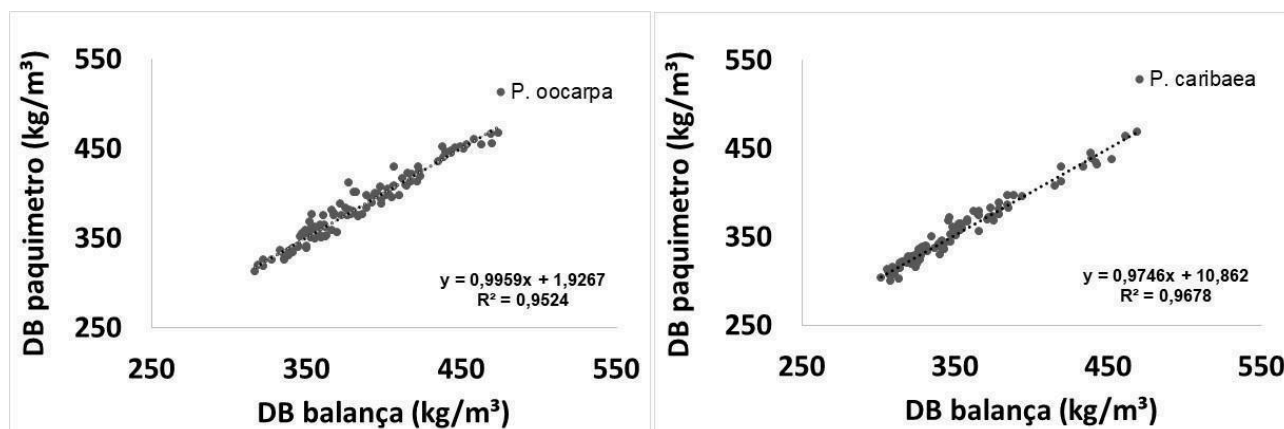 DB paquimetro (kg/m³)
550
450
350
250
P. oocarpa
y = 0,9959x + 1,9267
R² = 0,9524
250 350 450 550
DB balança (kg/m³)
DB paquimetro (kg/m³)
550
450
350
250
P. caribaea
y = 0,9746x + 10,862
R² = 0,9678
250 350 450 550
DB balança (kg/m³)